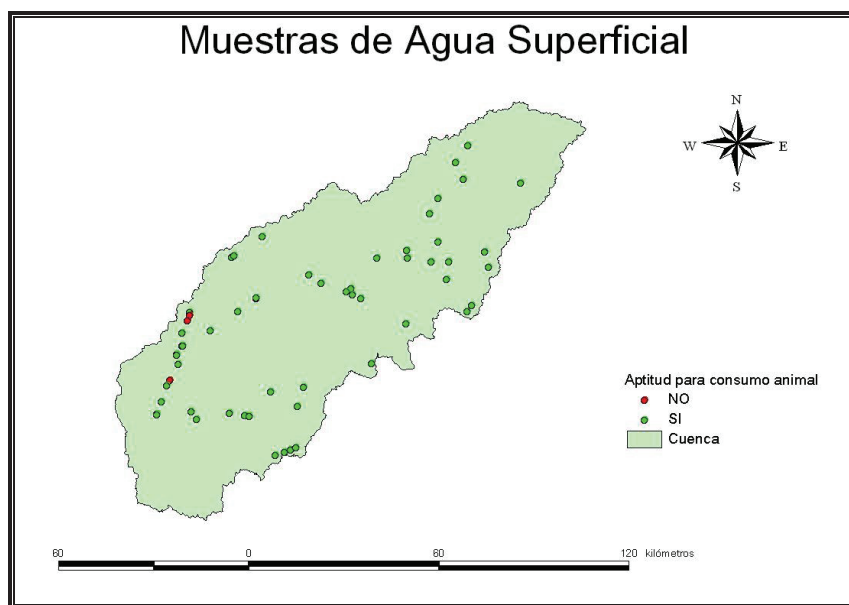 Muestras de Agua Superficial
N
W E
S
Aptitud para consumo animal
NO
SI
Cuenca
60 0 60 120 kilómetros